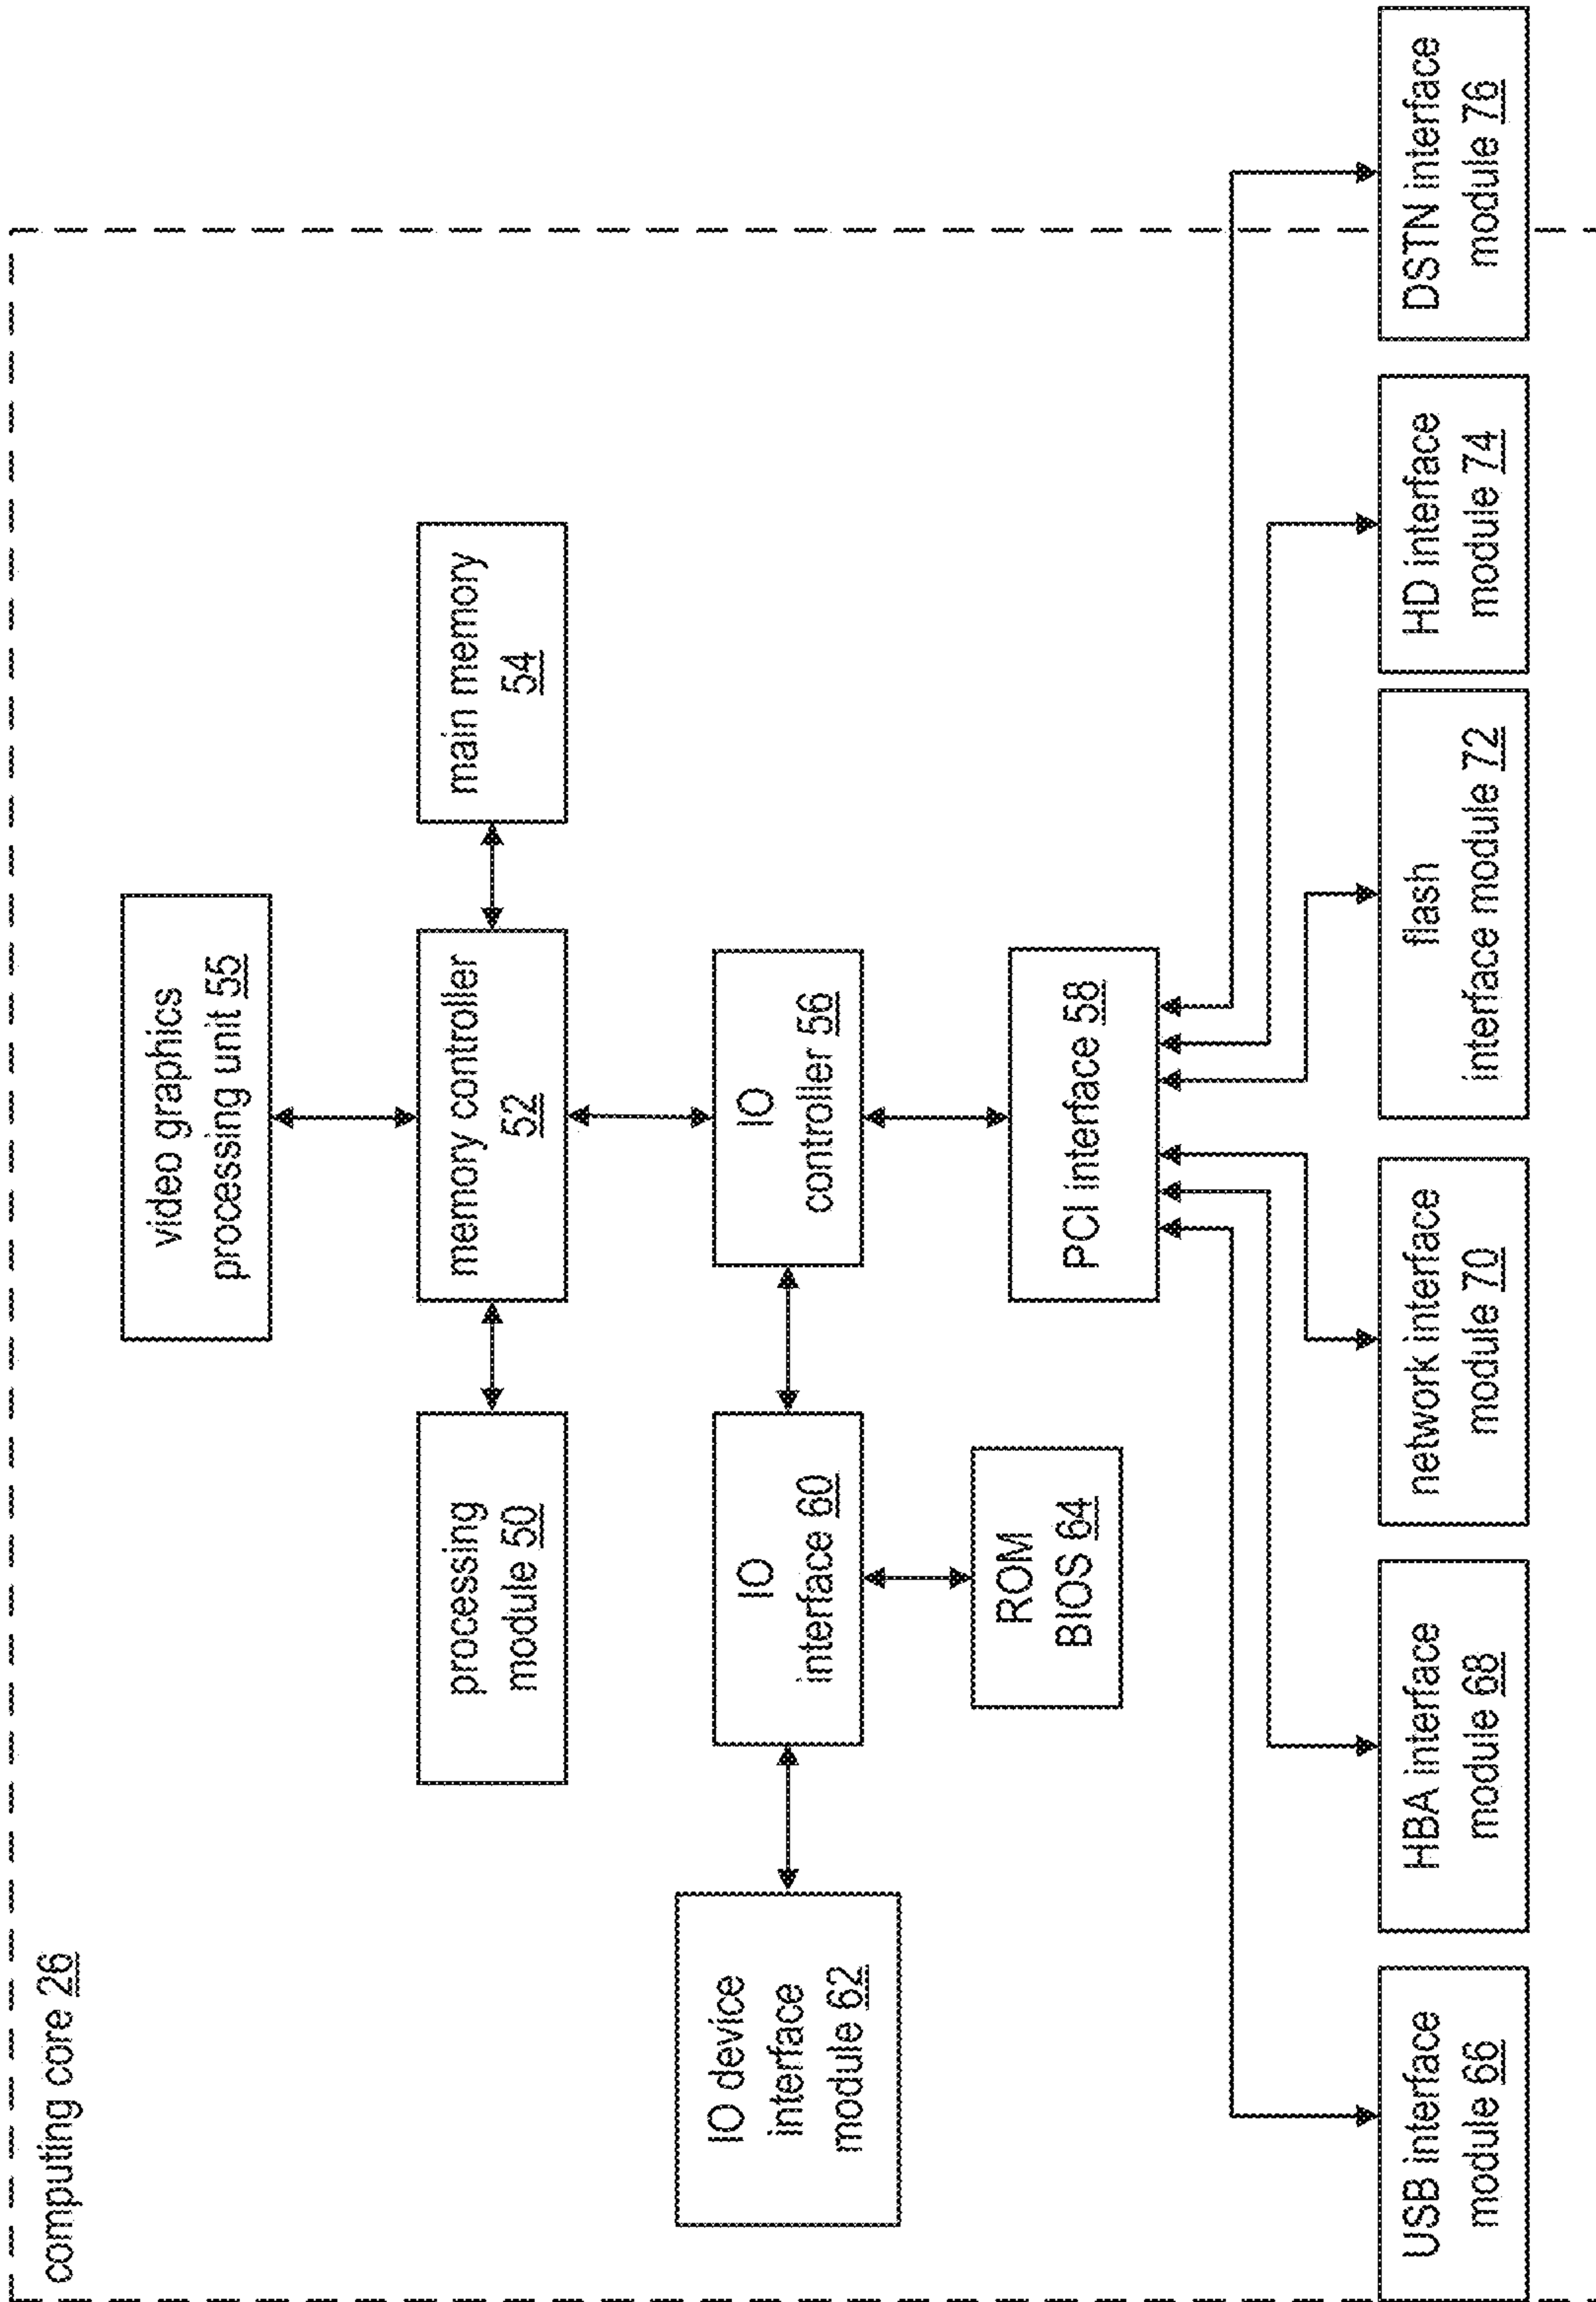 computing core 26
video graphics
processing unit 55
processing
module 50
memory controller
52
main memory
54
IO device
interface
module 62
IO
interface 60
IO
controller 56
ROM
BIOS 64
PCI interface 58
USB interface
module 66
HBA interface
module 68
network interface
module 70
flash
interface module 72
HD interface
module 74
DSTN interface
module 76